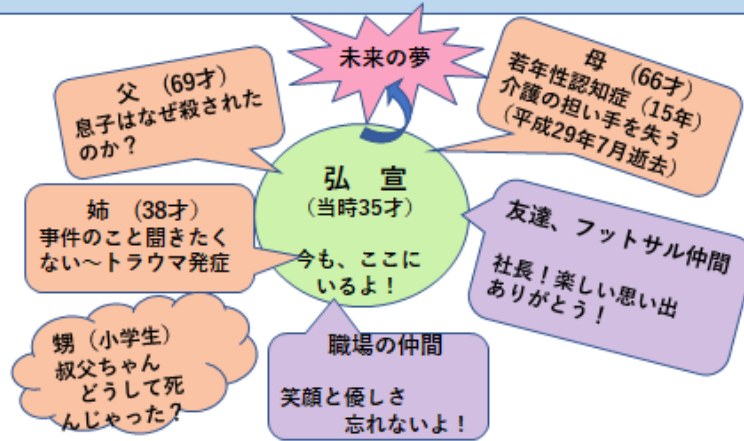 未来の夢
父　(69才)
息子はなぜ殺された
のか？
母　(66才)
若年性認知症（15年）
介護の担い手を失う
(平成29年7月逝去)
弘　宣
（当時35才）
今も、ここに
いるよ！
姉　(38才)
事件のこと聞きたく
ない～トラウマ発症
友達、フットサル仲間
社長！楽しい思い出
ありがとう！
甥（小学生）
叔父ちゃん
どうして死
んじゃった？
職場の仲間
笑顔と優しさ
忘れないよ！